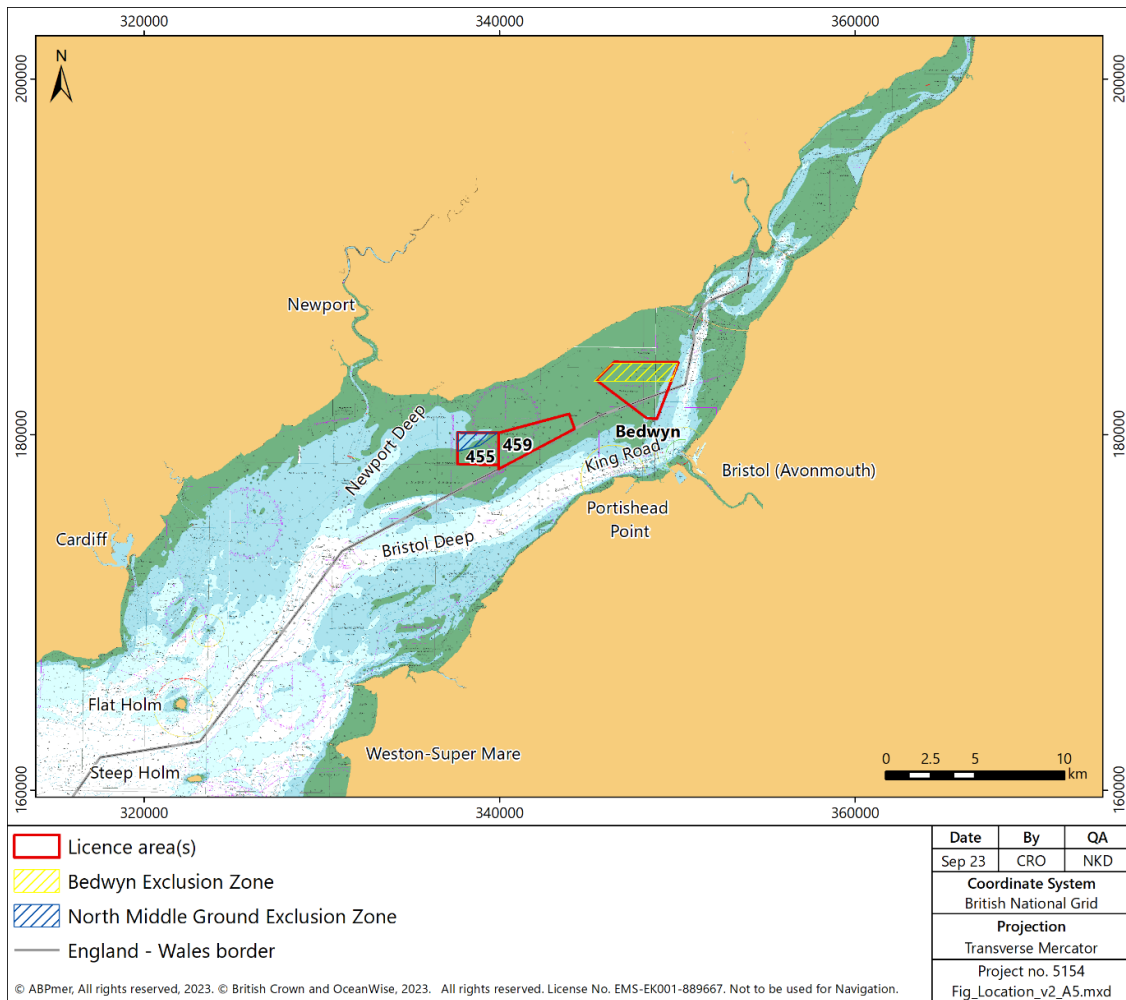 320000
340000
360000
200000
200000
N
Newport
Newport Deep
180000
180000
Bedwyn
459
455
King Road
Bristol (Avonmouth)
Portishead
Point
Cardiff
Bristol Deep
Flat Holm
Weston-Super Mare
Steep Holm
0 2.5 5 10
km
160000
160000
320000
340000
360000
Licence area(s)
Bedwyn Exclusion Zone
North Middle Ground Exclusion Zone
England - Wales border
Date By QA
Sep 23 CRO NKD
Coordinate System
British National Grid
Projection
Transverse Mercator
Project no. 5154
Fig_Location_v2_A5.mxd
© ABPmer, All rights reserved, 2023. © British Crown and OceanWise, 2023. All rights reserved. License No. EMS-EK001-889667. Not to be used for Navigation.